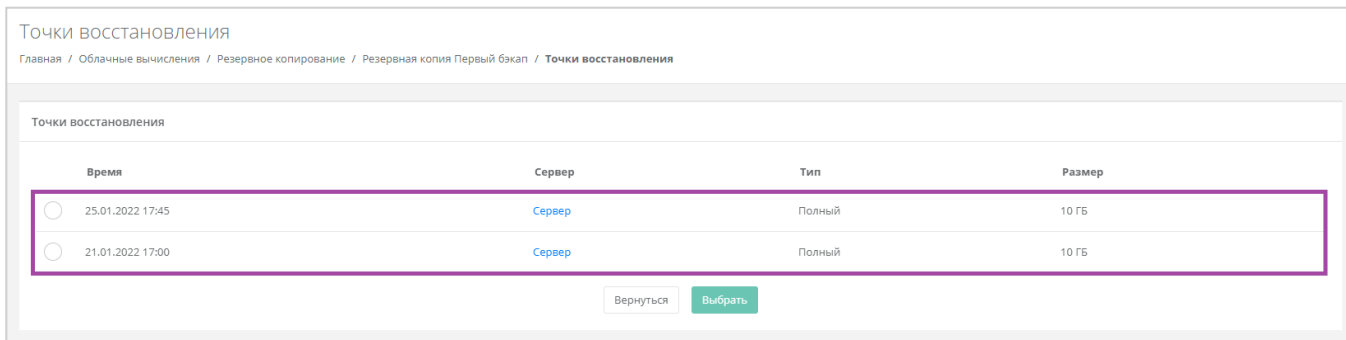 Точки восстановления
Главная / Облачные вычисления / Резервное копирование / Резервная копия Первый бэкап / Точки восстановления
Точки восстановления
Время Сервер Тип Размер
25.01.2022 17:45 Сервер Полный 10 ГБ
21.01.2022 17:00 Сервер Полный 10 ГБ
Вернуться Выбрать